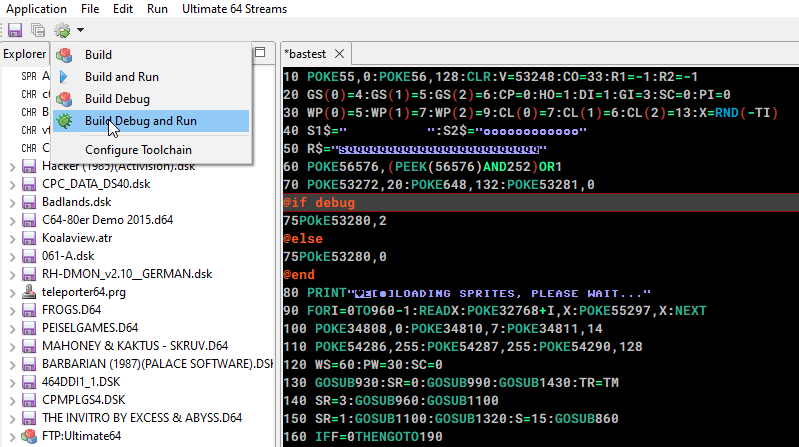 Application File Edit Run Ultimate 64 Streams
Explorer
*bastest
Build
Build and Run
Build Debug
Build Debug and Run
Configure Toolchain
SPR A
CHR
CHR B
CHR
CHR C
Hacker (1985)(Activision).dsk
CPC_DATA_DS40.dsk
Badlands.dsk
C64-80er Demo 2015.d64
Koalaview.atr
061-A.dsk
RH-DMON_v2.10__GERMAN.dsk
teleporter64.prg
FROGS.D64
PEISELGAMES.D64
MAHONEY & KAKTUS - SKRUV.D64
BARBARIAN (1987)(PALACE SOFTWARE).D64
464DDI1_1.DSK
CPMPLGS4.DSK
THE INVITRO BY EXCESS & ABYSS.D64
FTP:Ultimate64
10 POKE55,0:POKE56,128:CLR:V=53248:CO=33:R1=-1:R2=-1
20 GS(0)=4:GS(1)=5:GS(2)=6:CP=0:HO=1:DI=1:GI=3:SC=0:PI=0
30 WP(0)=5:WP(1)=7:WP(2)=9:CL(0)=7:CL(1)=6:CL(2)=13:X=RND(-TI)
40 S1$=" ":S2$="
50 R$="
60 POKE56576,(PEEK(56576)AND252)OR1
70 POKE53272,20:POKE648,132:POKE53281,0
@if debug
75POkE53280,2
@else
75POkE53280,0
@end
80 PRINT" LOADING SPRITES, PLEASE WAIT..."
90 FORI=0TO960-1:READX:POKE32768+I,X:POKE55297,X:NEXT
100 POKE34808,0:POKE34810,7:POKE34811,14
110 POKE54286,255:POKE54287,255:POKE54290,128
120 WS=60:PW=30:SC=0
130 GOSUB930:SR=0:GOSUB990:GOSUB1430:TR=TM
140 SR=3:GOSUB960:GOSUB1100
150 SR=1:GOSUB1100:GOSUB1320:S=15:GOSUB860
160 IFF=0THENGOTO190